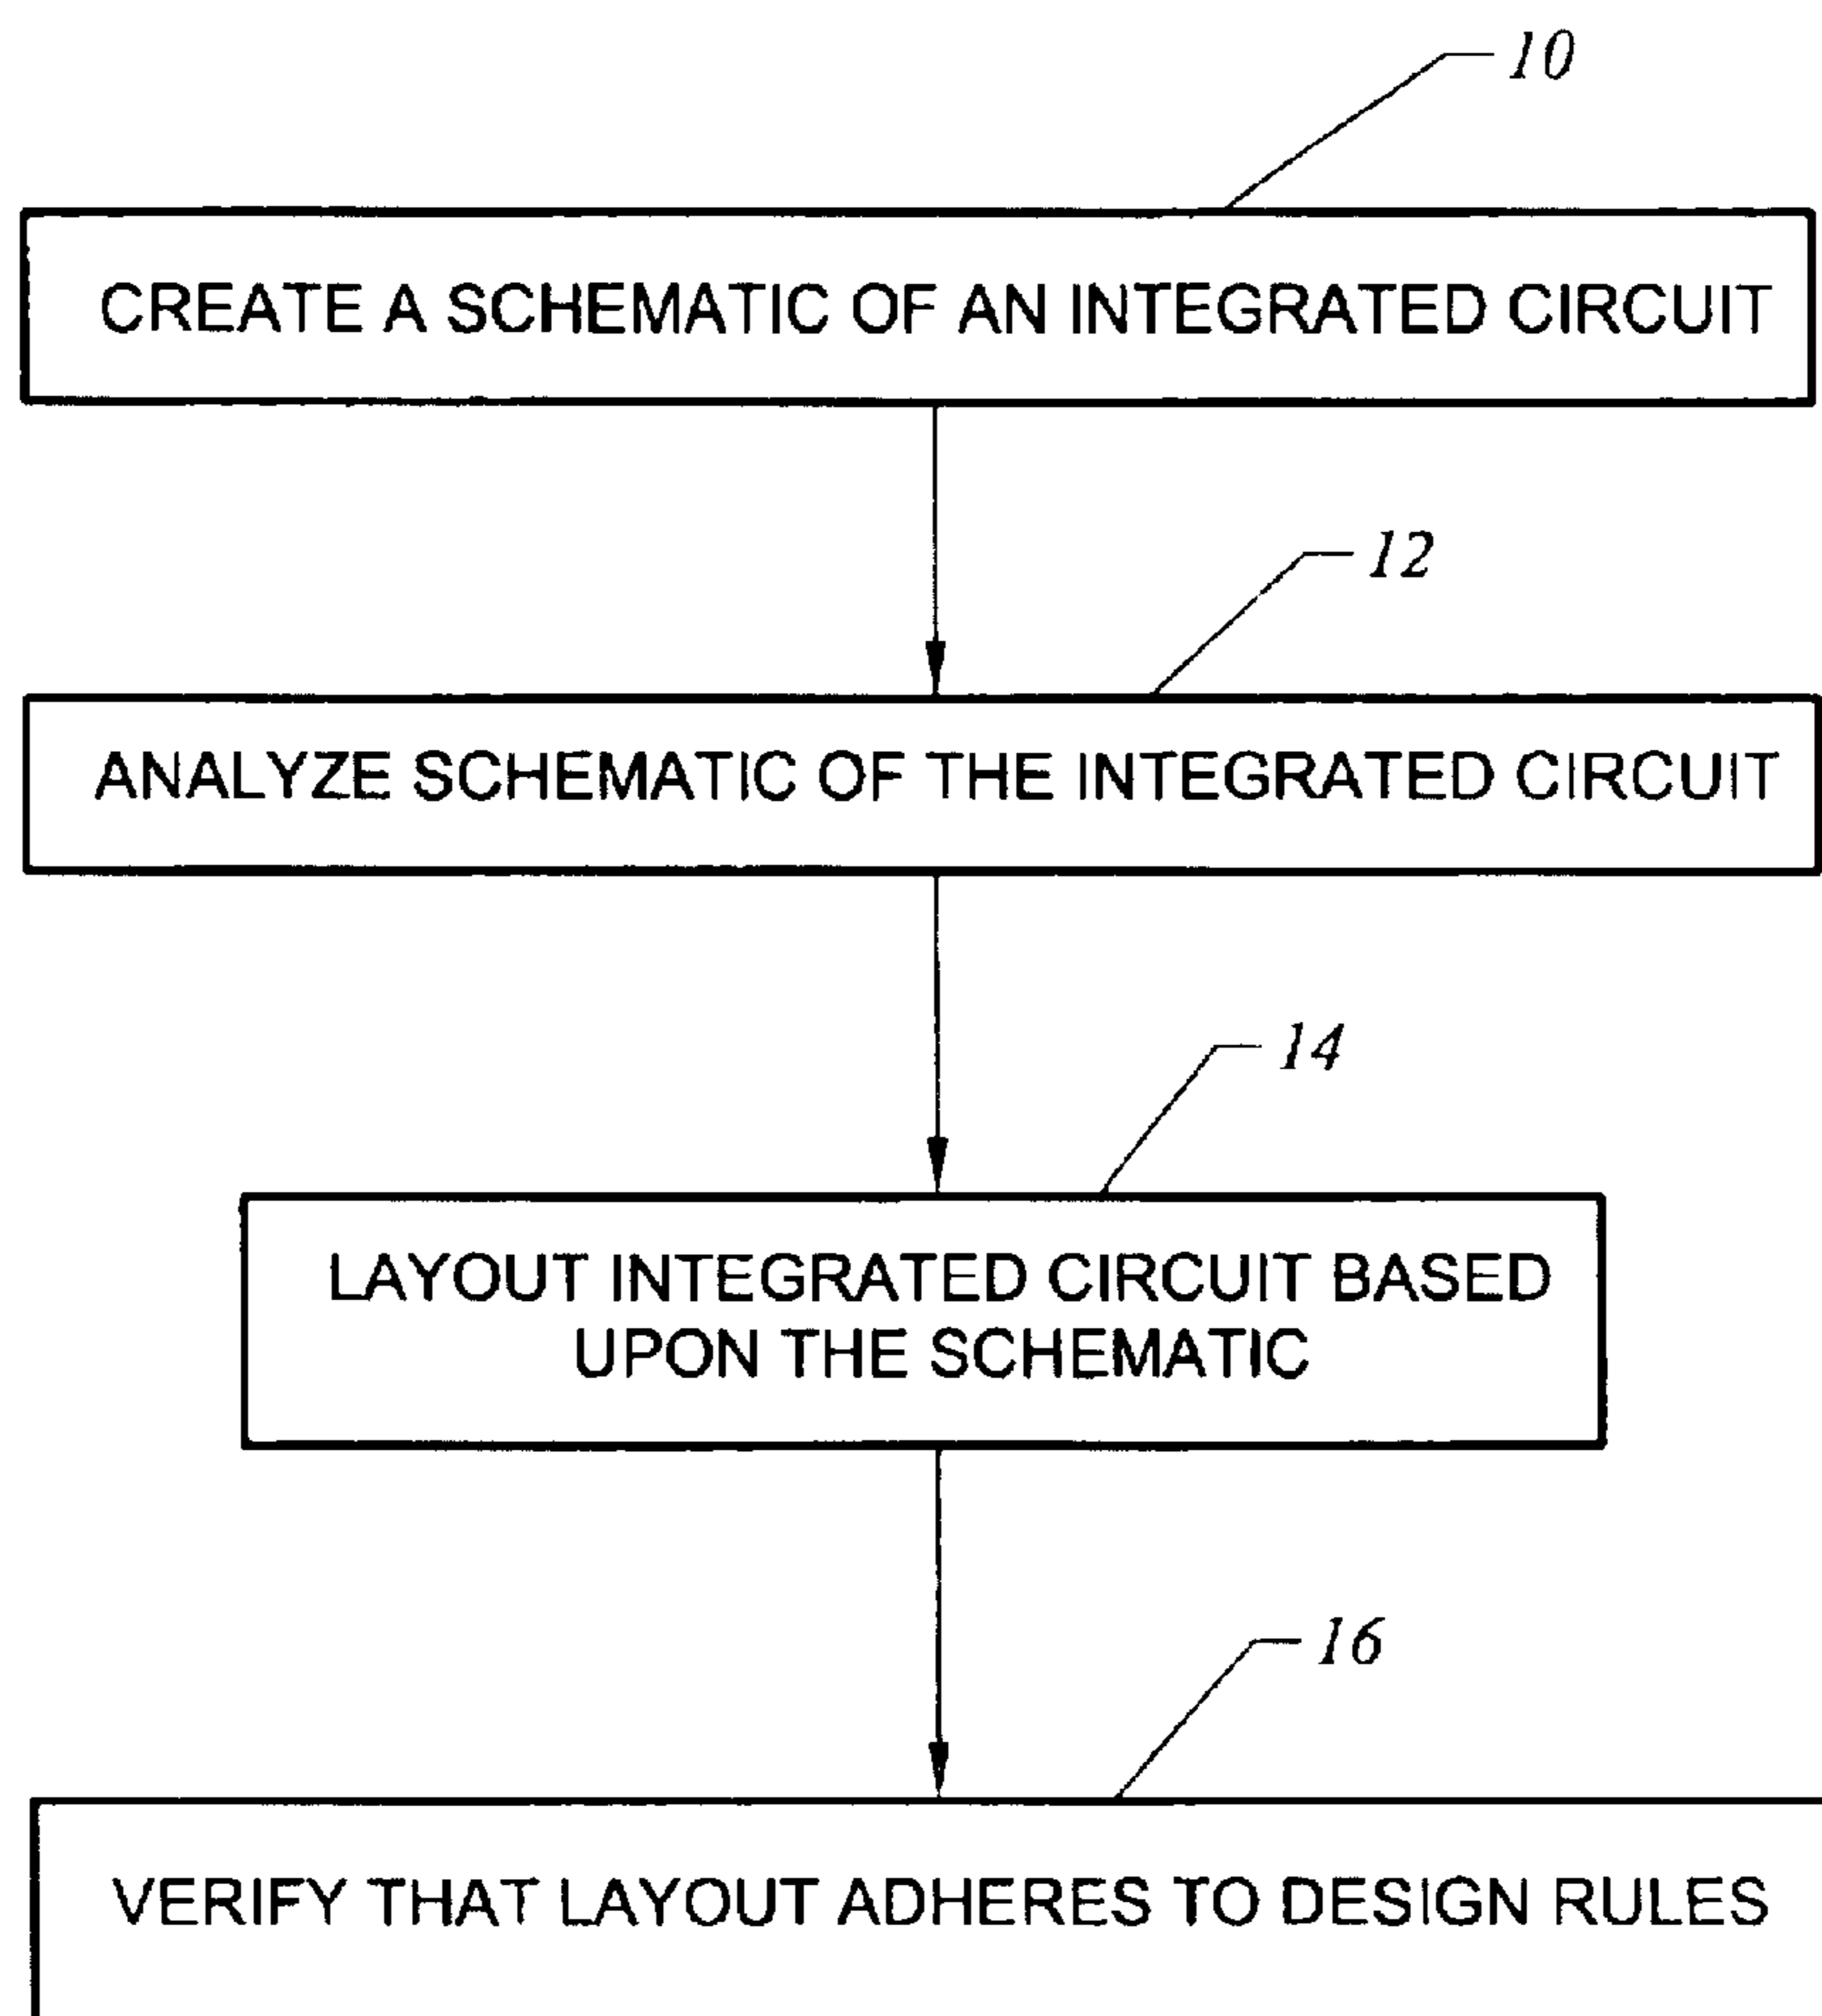 10
CREATE A SCHEMATIC OF AN INTEGRATED CIRCUIT
12
ANALYZE SCHEMATIC OF THE INTEGRATED CIRCUIT
14
LAYOUT INTEGRATED CIRCUIT BASED
UPON THE SCHEMATIC
16
VERIFY THAT LAYOUT ADHERES TO DESIGN RULES